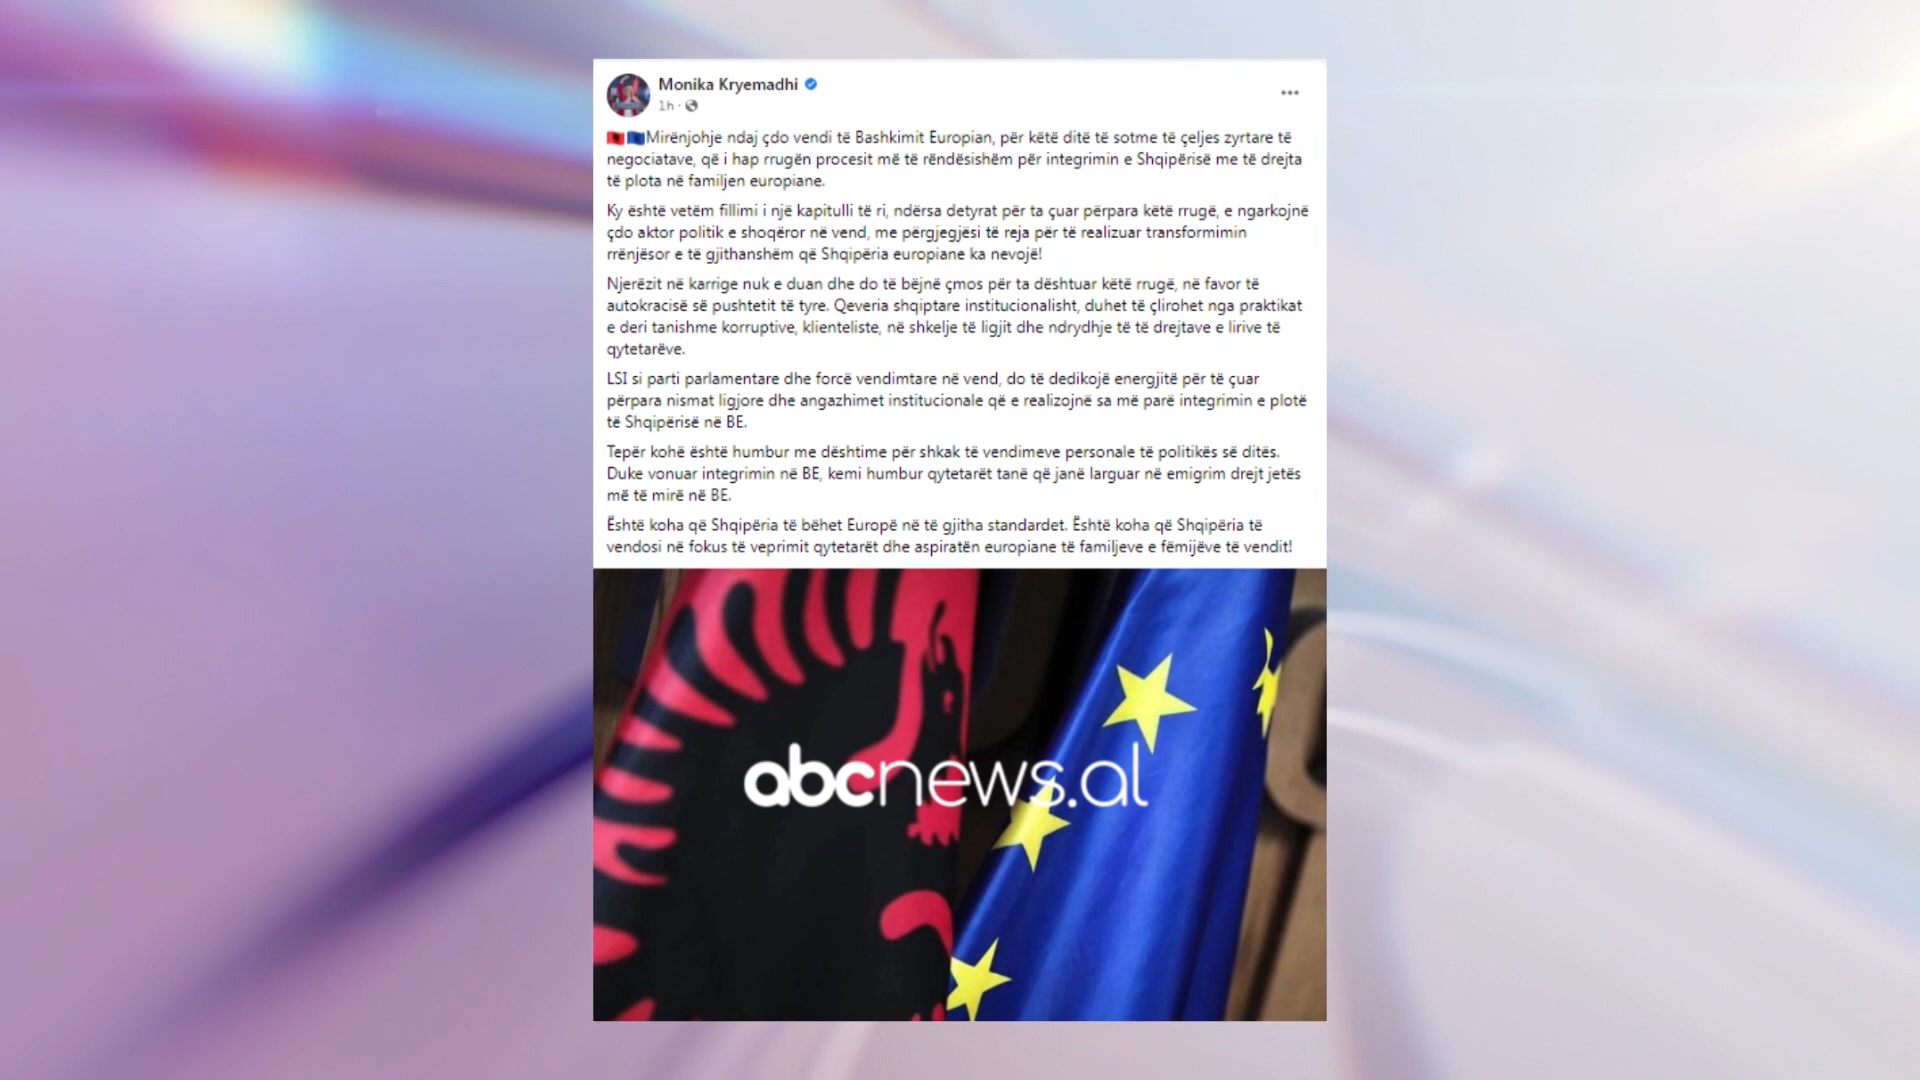 Monika Kryemadhi
1h ·
🇦🇱🇪🇺Mirënjohje ndaj çdo vendi të Bashkimit Europian, për këtë ditë të sotme të çeljes zyrtare të
negociatave, që i hap rrugën procesit më të rëndësishëm për integrimin e Shqipërisë me të drejta
të plota në familjen europiane.
Ky është vetëm fillimi i një kapitulli të ri, ndërsa detyrat për ta çuar përpara këtë rrugë, e ngarkojnë
çdo aktor politik e shoqëror në vend, me përgjegjësi të reja për të realizuar transformimin
rrënjësor e të gjithanshëm që Shqipëria europiane ka nevojë!
Njerëzit në karrige nuk e duan dhe do të bëjnë çmos për ta dështuar këtë rrugë, në favor të
autokracisë së pushtetit të tyre. Qeveria shqiptare institucionalisht, duhet të çlirohet nga praktikat
e deri tanishme korruptive, klienteliste, në shkelje të ligjit dhe ndrydhje të të drejtave e lirive të
qytetarëve.
LSI si parti parlamentare dhe forcë vendimtare në vend, do të dedikojë energjitë për të çuar
përpara nismat ligjore dhe angazhimet institucionale që e realizojnë sa më parë integrimin e plotë
të Shqipërisë në BE.
Tepër kohë është humbur me dështime për shkak të vendimeve personale të politikës së ditës.
Duke vonuar integrimin në BE, kemi humbur qytetarët tanë që janë larguar në emigrim drejt jetës
më të mirë në BE.
Është koha që Shqipëria të bëhet Europë në të gjitha standardet. Është koha që Shqipëria të
vendosi në fokus të veprimit qytetarët dhe aspiratën europiane të familjeve e fëmijëve të vendit!
abcnews.al